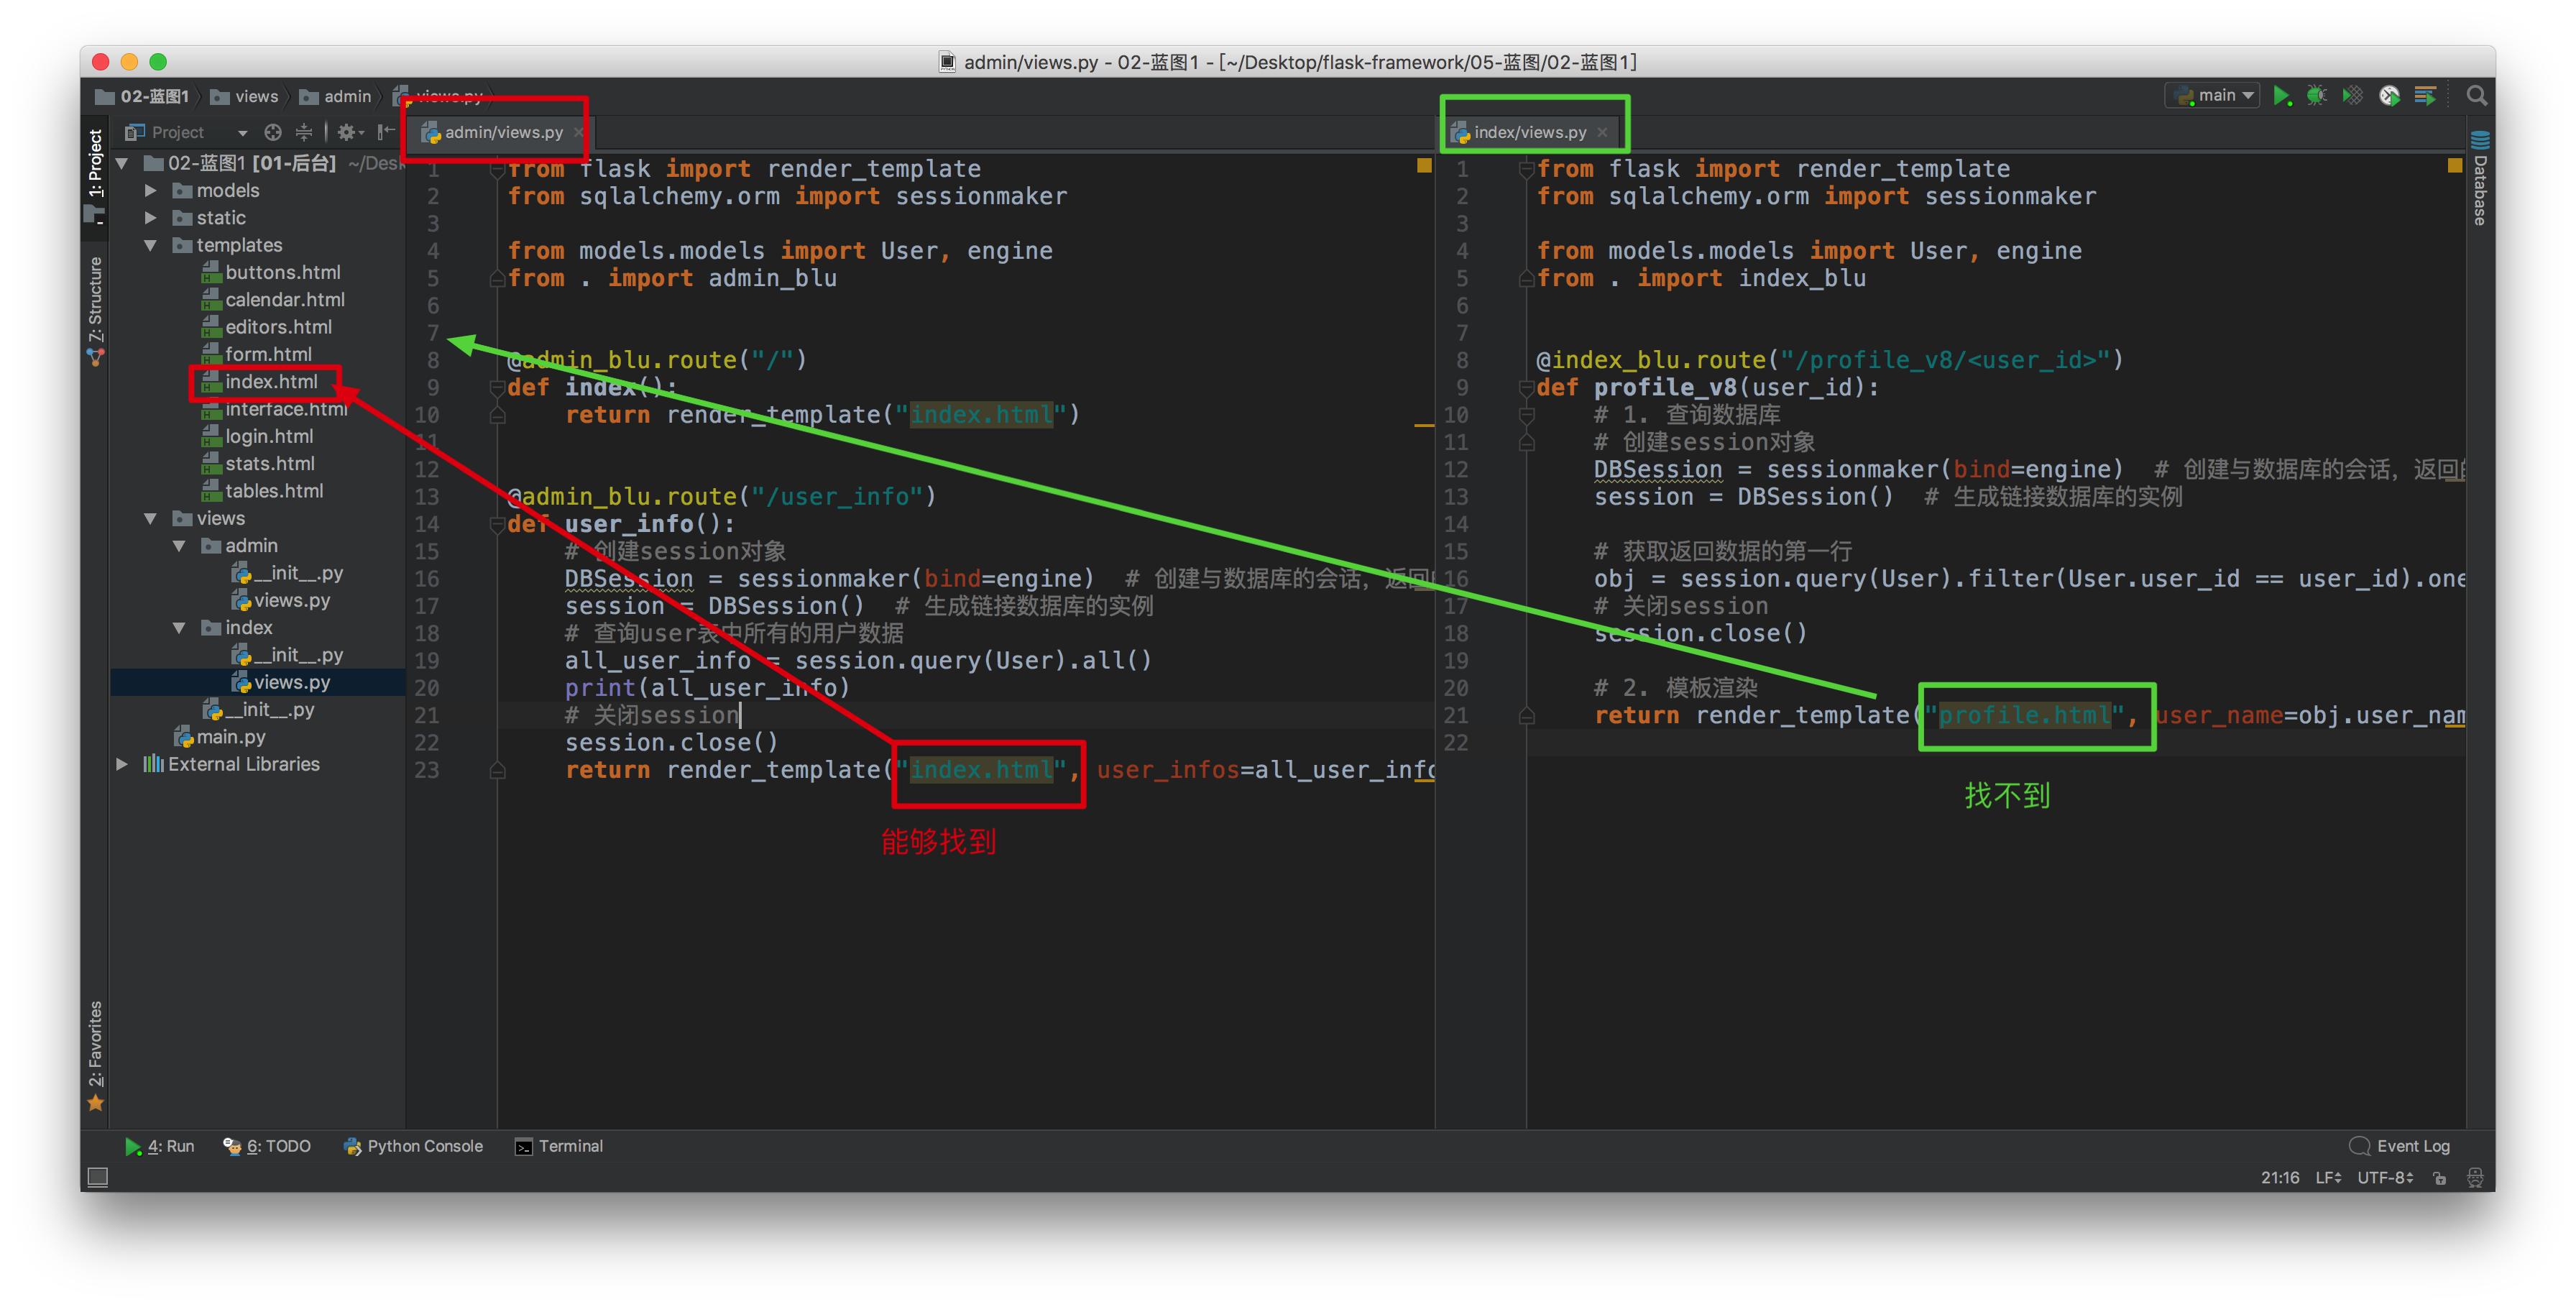 admin/views.py - 02-蓝图1 - [~/Desktop/flask-framework/05-蓝图/02-蓝图1]
02-蓝图1 views admin views.py
main
Project
admin/views.py
index/views.py
1: Project
7: Structure
2: Favorites
Database
02-蓝图1 [01-后台] ~/Desk
models
static
templates
buttons.html
calendar.html
editors.html
form.html
index.html
interface.html
login.html
stats.html
tables.html
views
admin
__init__.py
views.py
index
__init__.py
views.py
__init__.py
main.py
External Libraries
1 from flask import render_template
2 from sqlalchemy.orm import sessionmaker
3
4 from models.models import User, engine
5 from . import admin_blu
6
7
8 @admin_blu.route("/")
9 def index():
10 return render_template("index.html")
11
12
13 @admin_blu.route("/user_info")
14 def user_info():
15 # 创建session对象
16 DBSession = sessionmaker(bind=engine) # 创建与数据库的会话, 返回
17 session = DBSession() # 生成链接数据库的实例
18 # 查询user表中所有的用户数据
19 all_user_info = session.query(User).all()
20 print(all_user_info)
21 # 关闭session
22 session.close()
23 return render_template("index.html", user_infos=all_user_info
能够找到
1 from flask import render_template
2 from sqlalchemy.orm import sessionmaker
3
4 from models.models import User, engine
5 from . import index_blu
6
7
8 @index_blu.route("/profile_v8/<user_id>")
9 def profile_v8(user_id):
10 # 1. 查询数据库
11 # 创建session对象
12 DBSession = sessionmaker(bind=engine) # 创建与数据库的会话, 返回的
13 session = DBSession() # 生成链接数据库的实例
14
15 # 获取返回数据的第一行
16 obj = session.query(User).filter(User.user_id == user_id).one
17 # 关闭session
18 session.close()
19
20 # 2. 模板渲染
21 return render_template("profile.html", user_name=obj.user_nam
22
找不到
4: Run 6: TODO Python Console Terminal Event Log
21:16 LF UTF-8